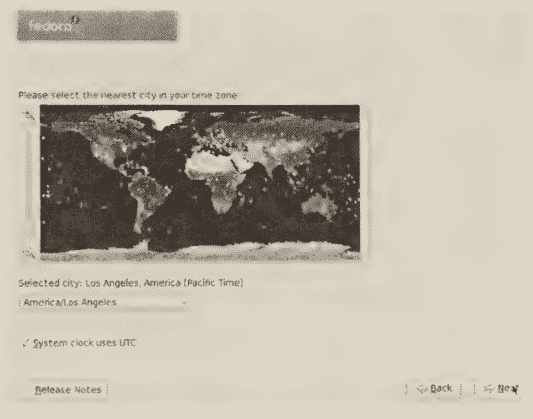 fedora
Please select the nearest city in your time zone
Selected city: Los Angeles, America (Pacific Time)
America/Los Angeles
System clock uses UTC
Release Notes
Back
Next